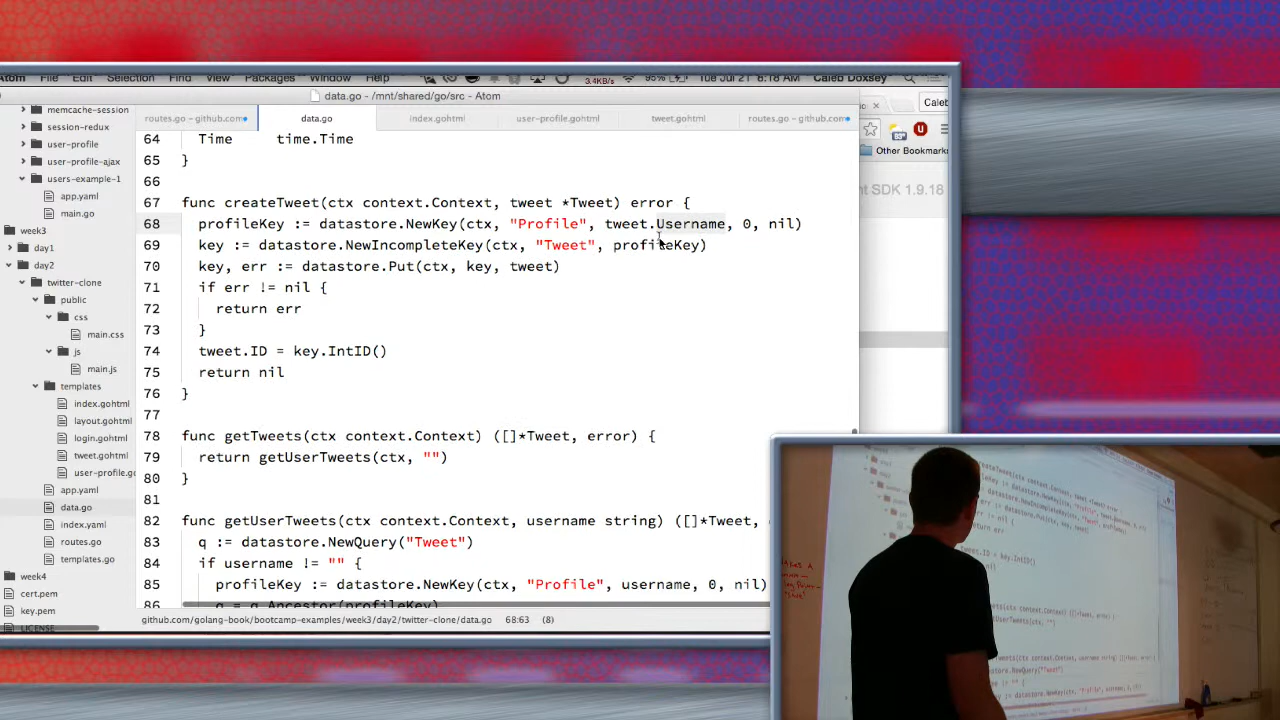 Atom File Edit Selection Find View Packages Window Help 3.4KB/s 95% Tue Jul 21 8:18 AM Caleb Doxsey
data.go - /mnt/shared/go/src - Atom
routes.go - github.com data.go index.gohtml user-profile.gohtml tweet.gohtml routes.go - github.com
Caleb
Other Bookmarks
nt SDK 1.9.18
memcache-session
session-redux
user-profile
user-profile-ajax
users-example-1
app.yaml
main.go
week3
day1
day2
twitter-clone
public
css
main.css
js
main.js
templates
index.gohtml
layout.gohtml
login.gohtml
tweet.gohtml
user-profile.go
app.yaml
data.go
index.yaml
routes.go
templates.go
week4
cert.pem
key.pem
LICENSE
64 Time time.Time
65 }
66
67 func createTweet(ctx context.Context, tweet *Tweet) error {
68 profileKey := datastore.NewKey(ctx, "Profile", tweet.Username, 0, nil)
69 key := datastore.NewIncompleteKey(ctx, "Tweet", profileKey)
70 key, err := datastore.Put(ctx, key, tweet)
71 if err != nil {
72 return err
73 }
74 tweet.ID = key.IntID()
75 return nil
76 }
77
78 func getTweets(ctx context.Context) ([]*Tweet, error) {
79 return getUserTweets(ctx, "")
80 }
81
82 func getUserTweets(ctx context.Context, username string) ([]*Tweet,
83 q := datastore.NewQuery("Tweet")
84 if username != "" {
85 profileKey := datastore.NewKey(ctx, "Profile", username, 0, nil)
86 q = q.Ancestor(profileKey)
github.com/golang-book/bootcamp-examples/week3/day2/twitter-clone/data.go 68:63 (8)